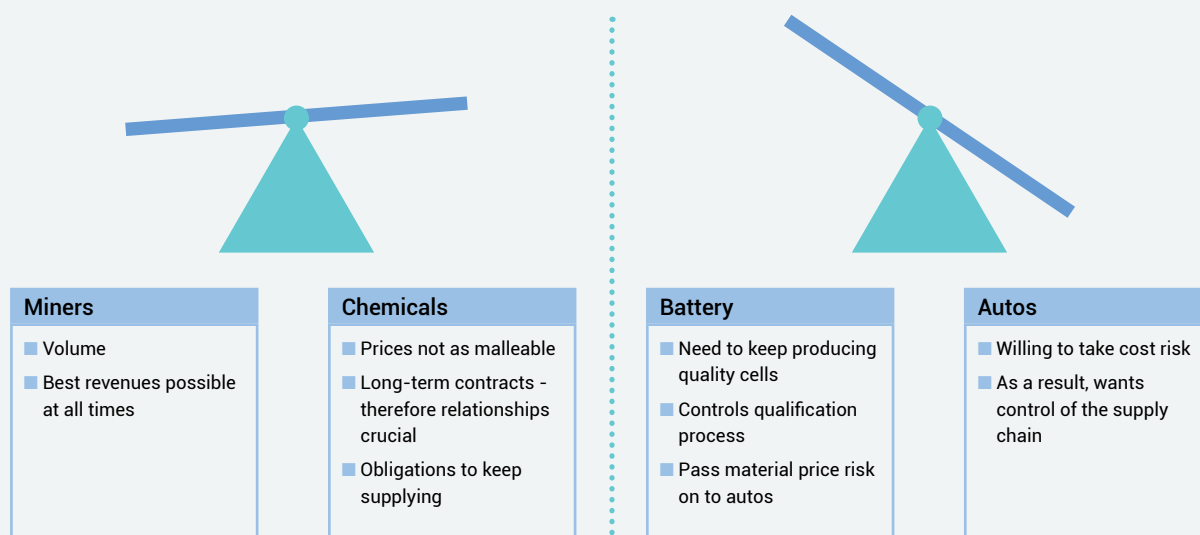 Miners
Volume
Best revenues possible
at all times
Chemicals
Prices not as malleable
Long-term contracts -
therefore relationships
crucial
Obligations to keep
supplying
Battery
Need to keep producing
quality cells
Controls qualification
process
Pass material price risk
on to autos
Autos
Willing to take cost risk
As a result, wants
control of the supply
chain